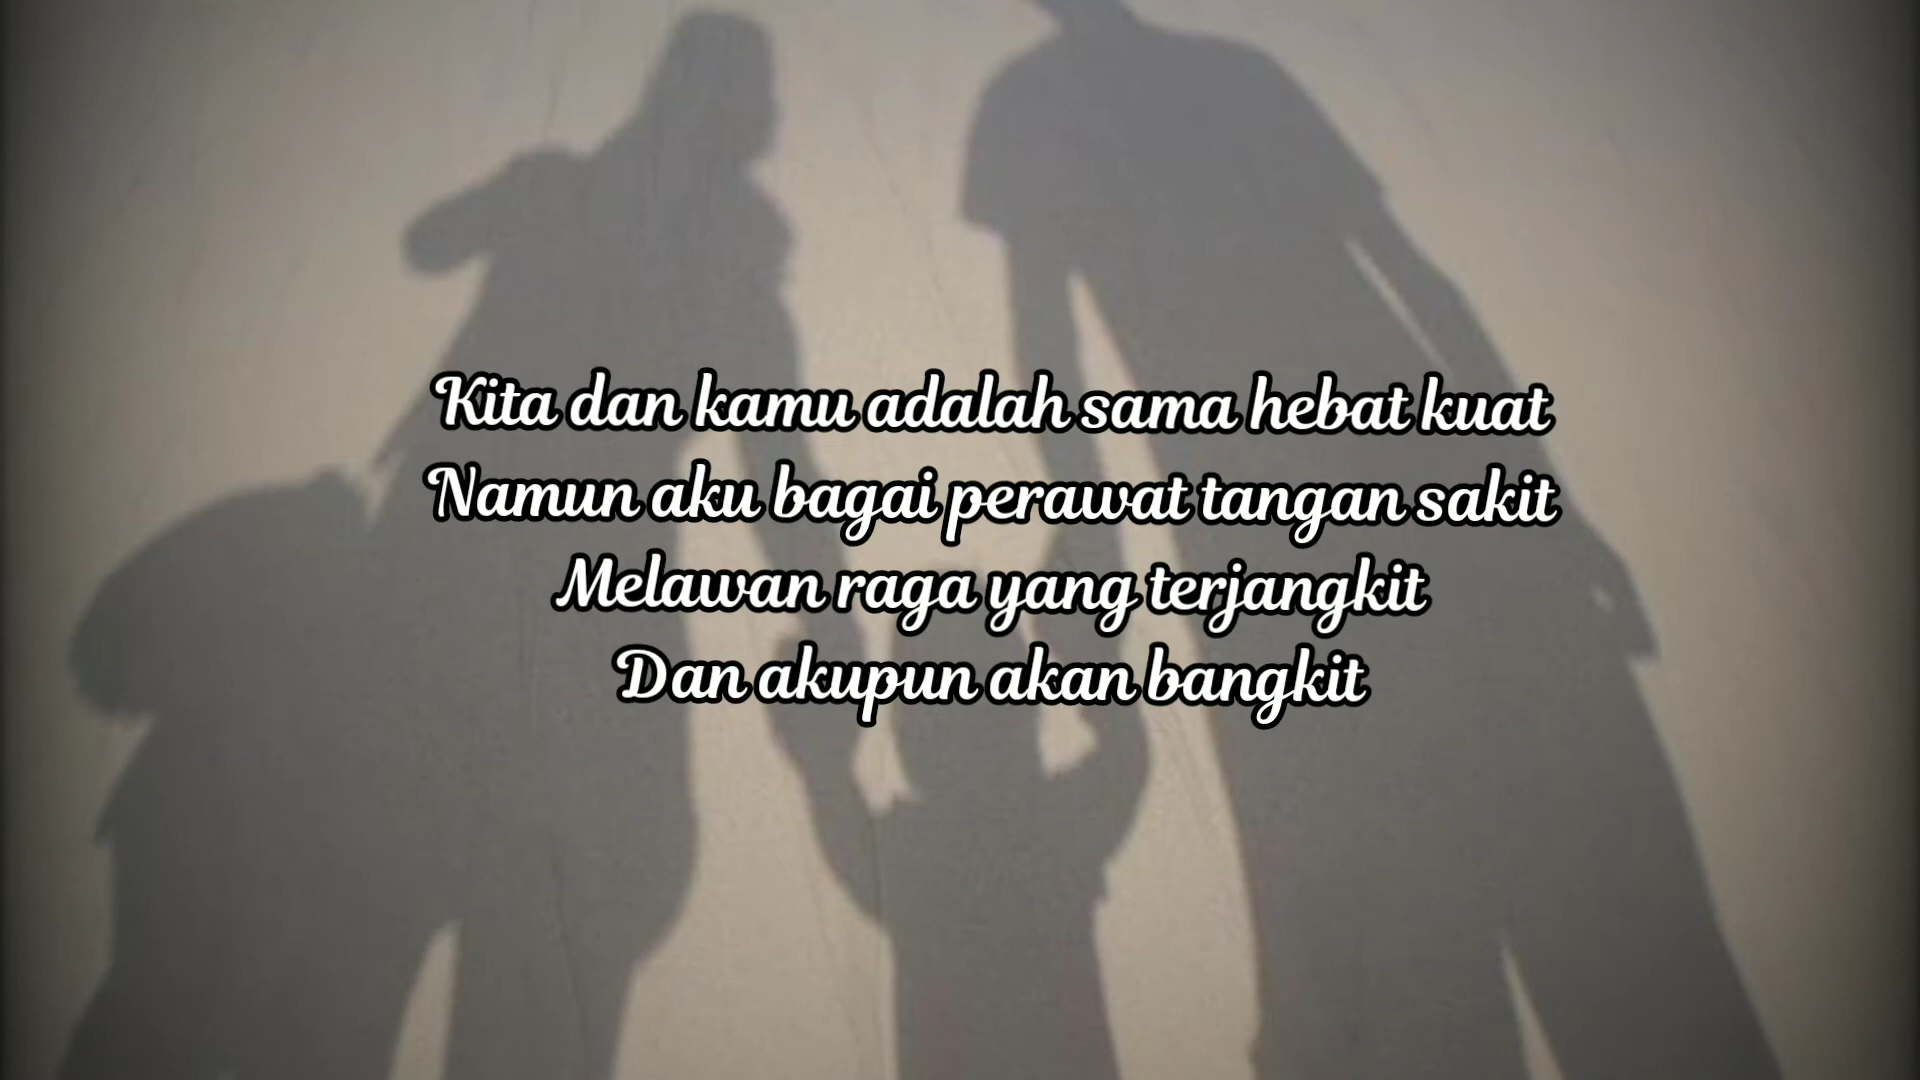 Kita dan kamu adalah sama hebat kuat
Namun aku bagai perawat tangan sakit
Melawan raga yang terjangkit
Dan akupun akan bangkit